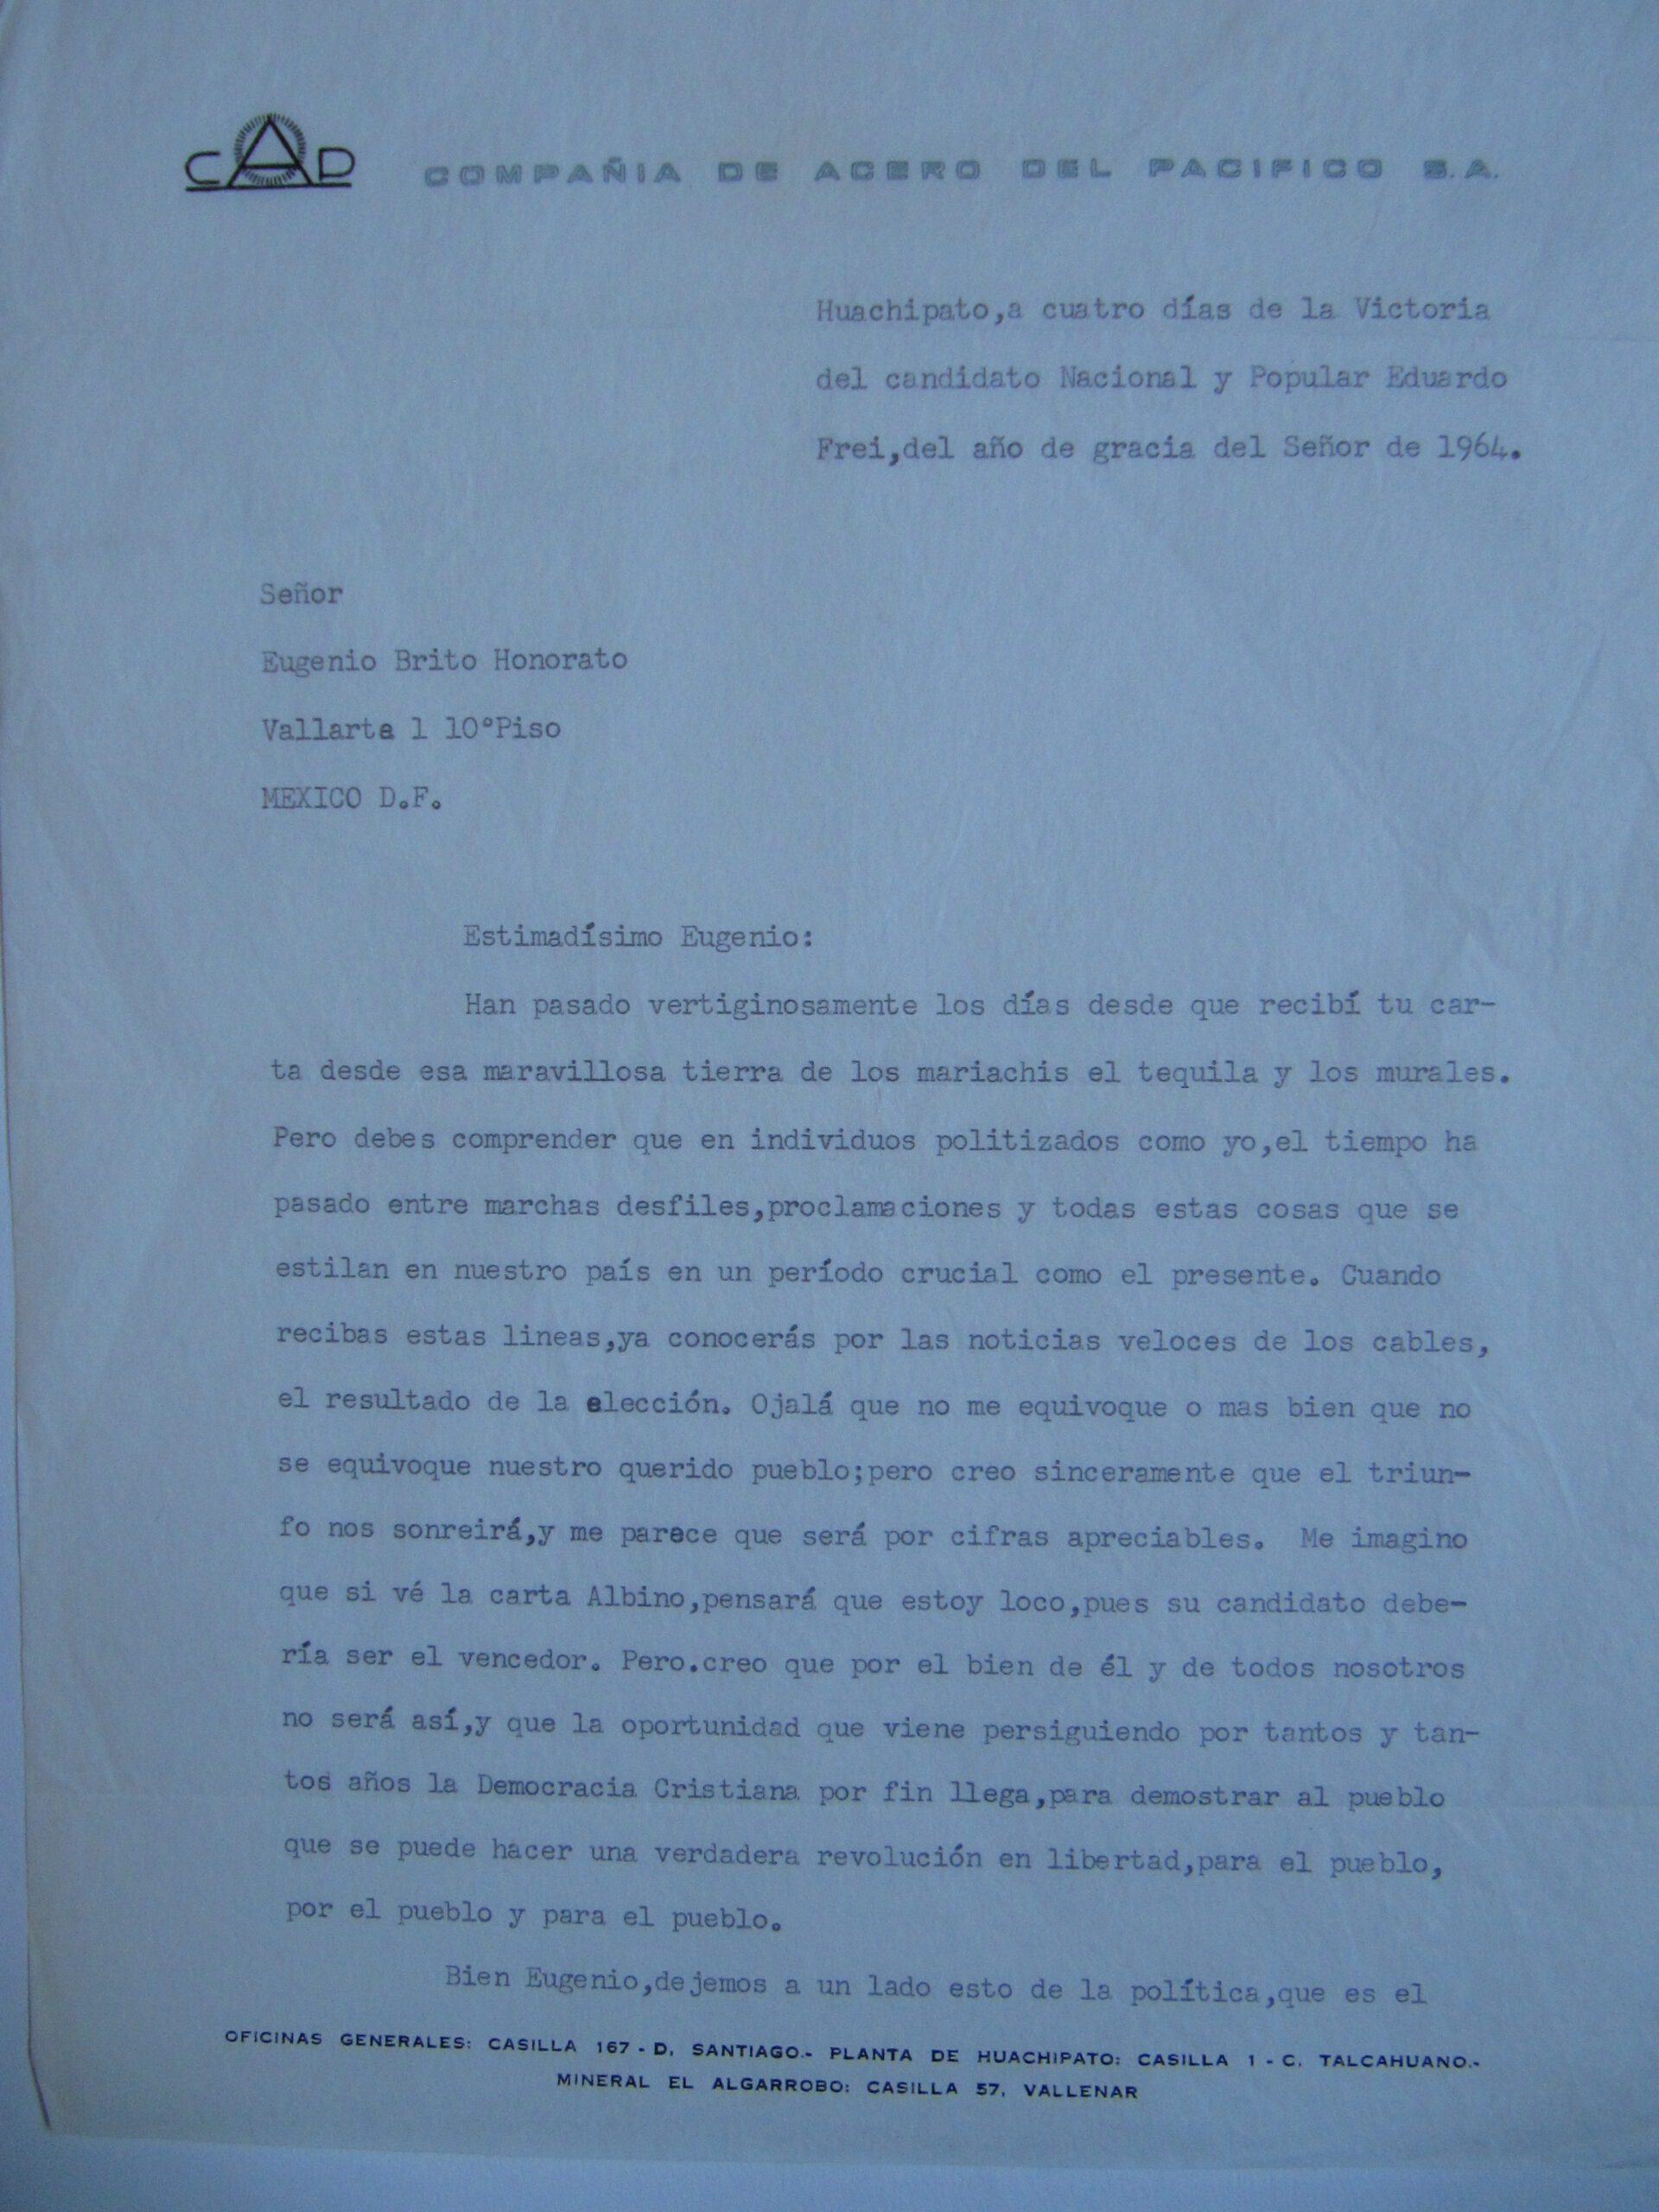 CAP COMPAÑIA DE ACERO DEL PACIFICO S.A.
Huachipato,a cuatro días de la Victoria
del candidato Nacional y Popular Eduardo
Frei,del año de gracia del Señor de 1964.
Señor
Eugenio Brito Honorato
Vallarta 1 10°Piso
MEXICO D.F.
Estimadísimo Eugenio:
Han pasado vertiginosamente los días desde que recibí tu car-
ta desde esa maravillosa tierra de los mariachis el tequila y los murales.
Pero debes comprender que en individuos politizados como yo,el tiempo ha
pasado entre marchas desfiles,proclamaciones y todas estas cosas que se
estilan en nuestro país en un período crucial como el presente. Cuando
recibas estas lineas,ya conocerás por las noticias veloces de los cables,
el resultado de la elección. Ojalá que no me equivoque o mas bien que no
se equivoque nuestro querido pueblo;pero creo sinceramente que el triun-
fo nos sonreirá,y me parece que será por cifras apreciables. Me imagino
que si vé la carta Albino,pensará que estoy loco,pues su candidato debe-
ría ser el vencedor. Pero.creo que por el bien de él y de todos nosotros
no será así,y que la oportunidad que viene persiguiendo por tantos y tan-
tos años la Democracia Cristiana por fin llega,para demostrar al pueblo
que se puede hacer una verdadera revolución en libertad,para el pueblo,
por el pueblo y para el pueblo.
Bien Eugenio,dejemos a un lado esto de la política,que es el
OFICINAS GENERALES: CASILLA 167 - D, SANTIAGO.- PLANTA DE HUACHIPATO: CASILLA 1 - C, TALCAHUANO.-
MINERAL EL ALGARROBO: CASILLA 57, VALLENAR